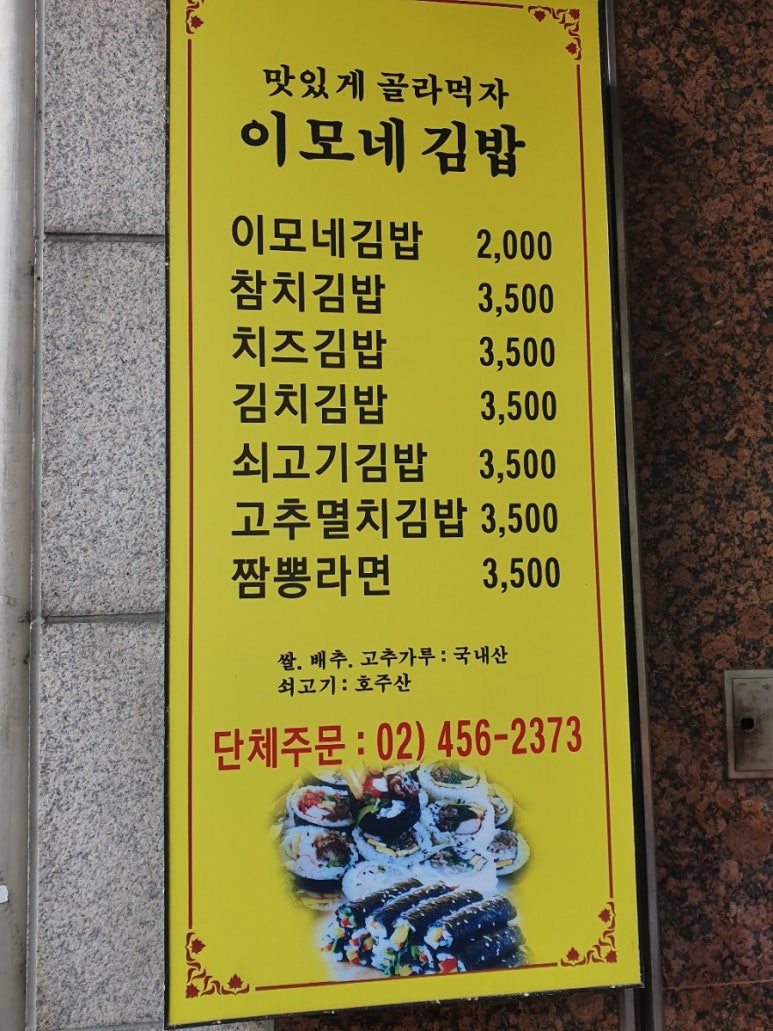 맛있게 골라먹자
이모네 김밥
이모네김밥 2,000
참치김밥 3,500
치즈김밥 3,500
김치김밥 3,500
쇠고기김밥 3,500
고추멸치김밥 3,500
짬뽕라면 3,500
쌀. 배추. 고추가루 : 국내산
쇠고기 : 호주산
단체주문 : 02) 456-2373